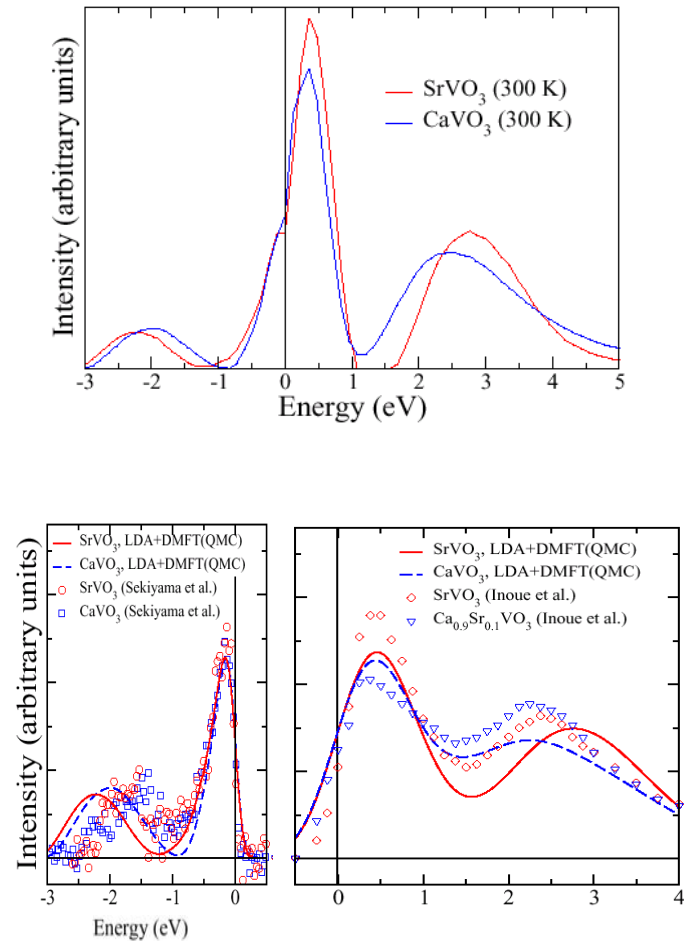 Intensity (arbitrary units)
SrVO3 (300 K)
CaVO3 (300 K)
-3 -2 -1 0 1 2 3 4 5
Energy (eV)
Intensity (arbitrary units)
SrVO3, LDA+DMFT(QMC)
CaVO3, LDA+DMFT(QMC)
SrVO3 (Sekiyama et al.)
CaVO3 (Sekiyama et al.)
-3 -2 -1 0
Energy (eV)
SrVO3, LDA+DMFT(QMC)
CaVO3, LDA+DMFT(QMC)
SrVO3 (Inoue et al.)
Ca0.9Sr0.1VO3 (Inoue et al.)
0 1 2 3 4